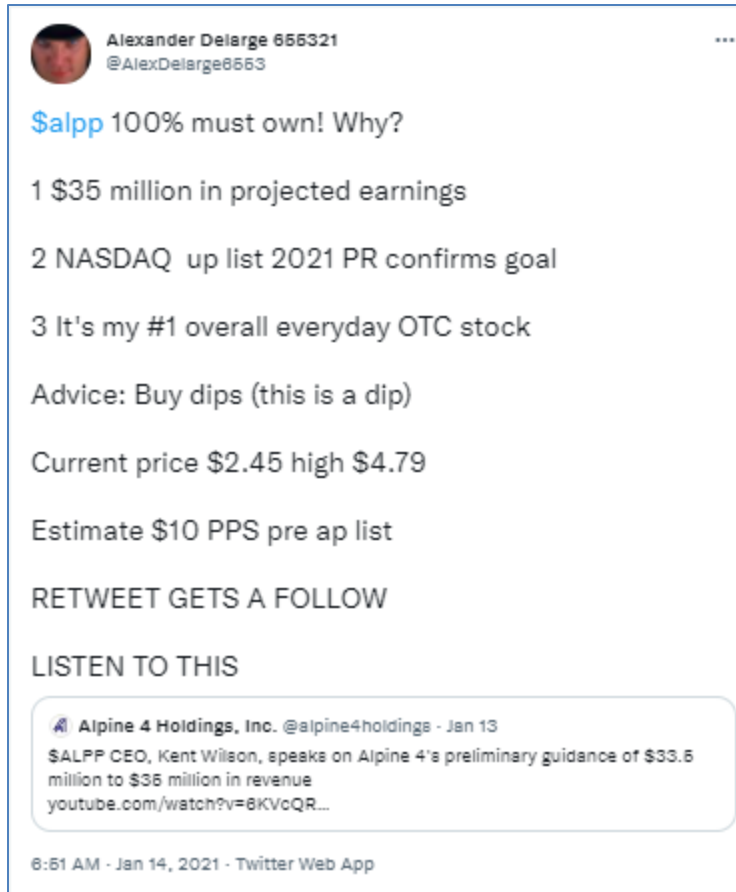 Alexander Delarge 655321
@AlexDelarge6553
$alpp 100% must own! Why?
1 $35 million in projected earnings
2 NASDAQ up list 2021 PR confirms goal
3 It's my #1 overall everyday OTC stock
Advice: Buy dips (this is a dip)
Current price $2.45 high $4.79
Estimate $10 PPS pre ap list
RETWEET GETS A FOLLOW
LISTEN TO THIS
Alpine 4 Holdings, Inc. @alpine4holdings · Jan 13
$ALPP CEO, Kent Wilson, speaks on Alpine 4's preliminary guidance of $33.5
million to $35 million in revenue
youtube.com/watch?v=6KVcQR...
6:51 AM · Jan 14, 2021 · Twitter Web App